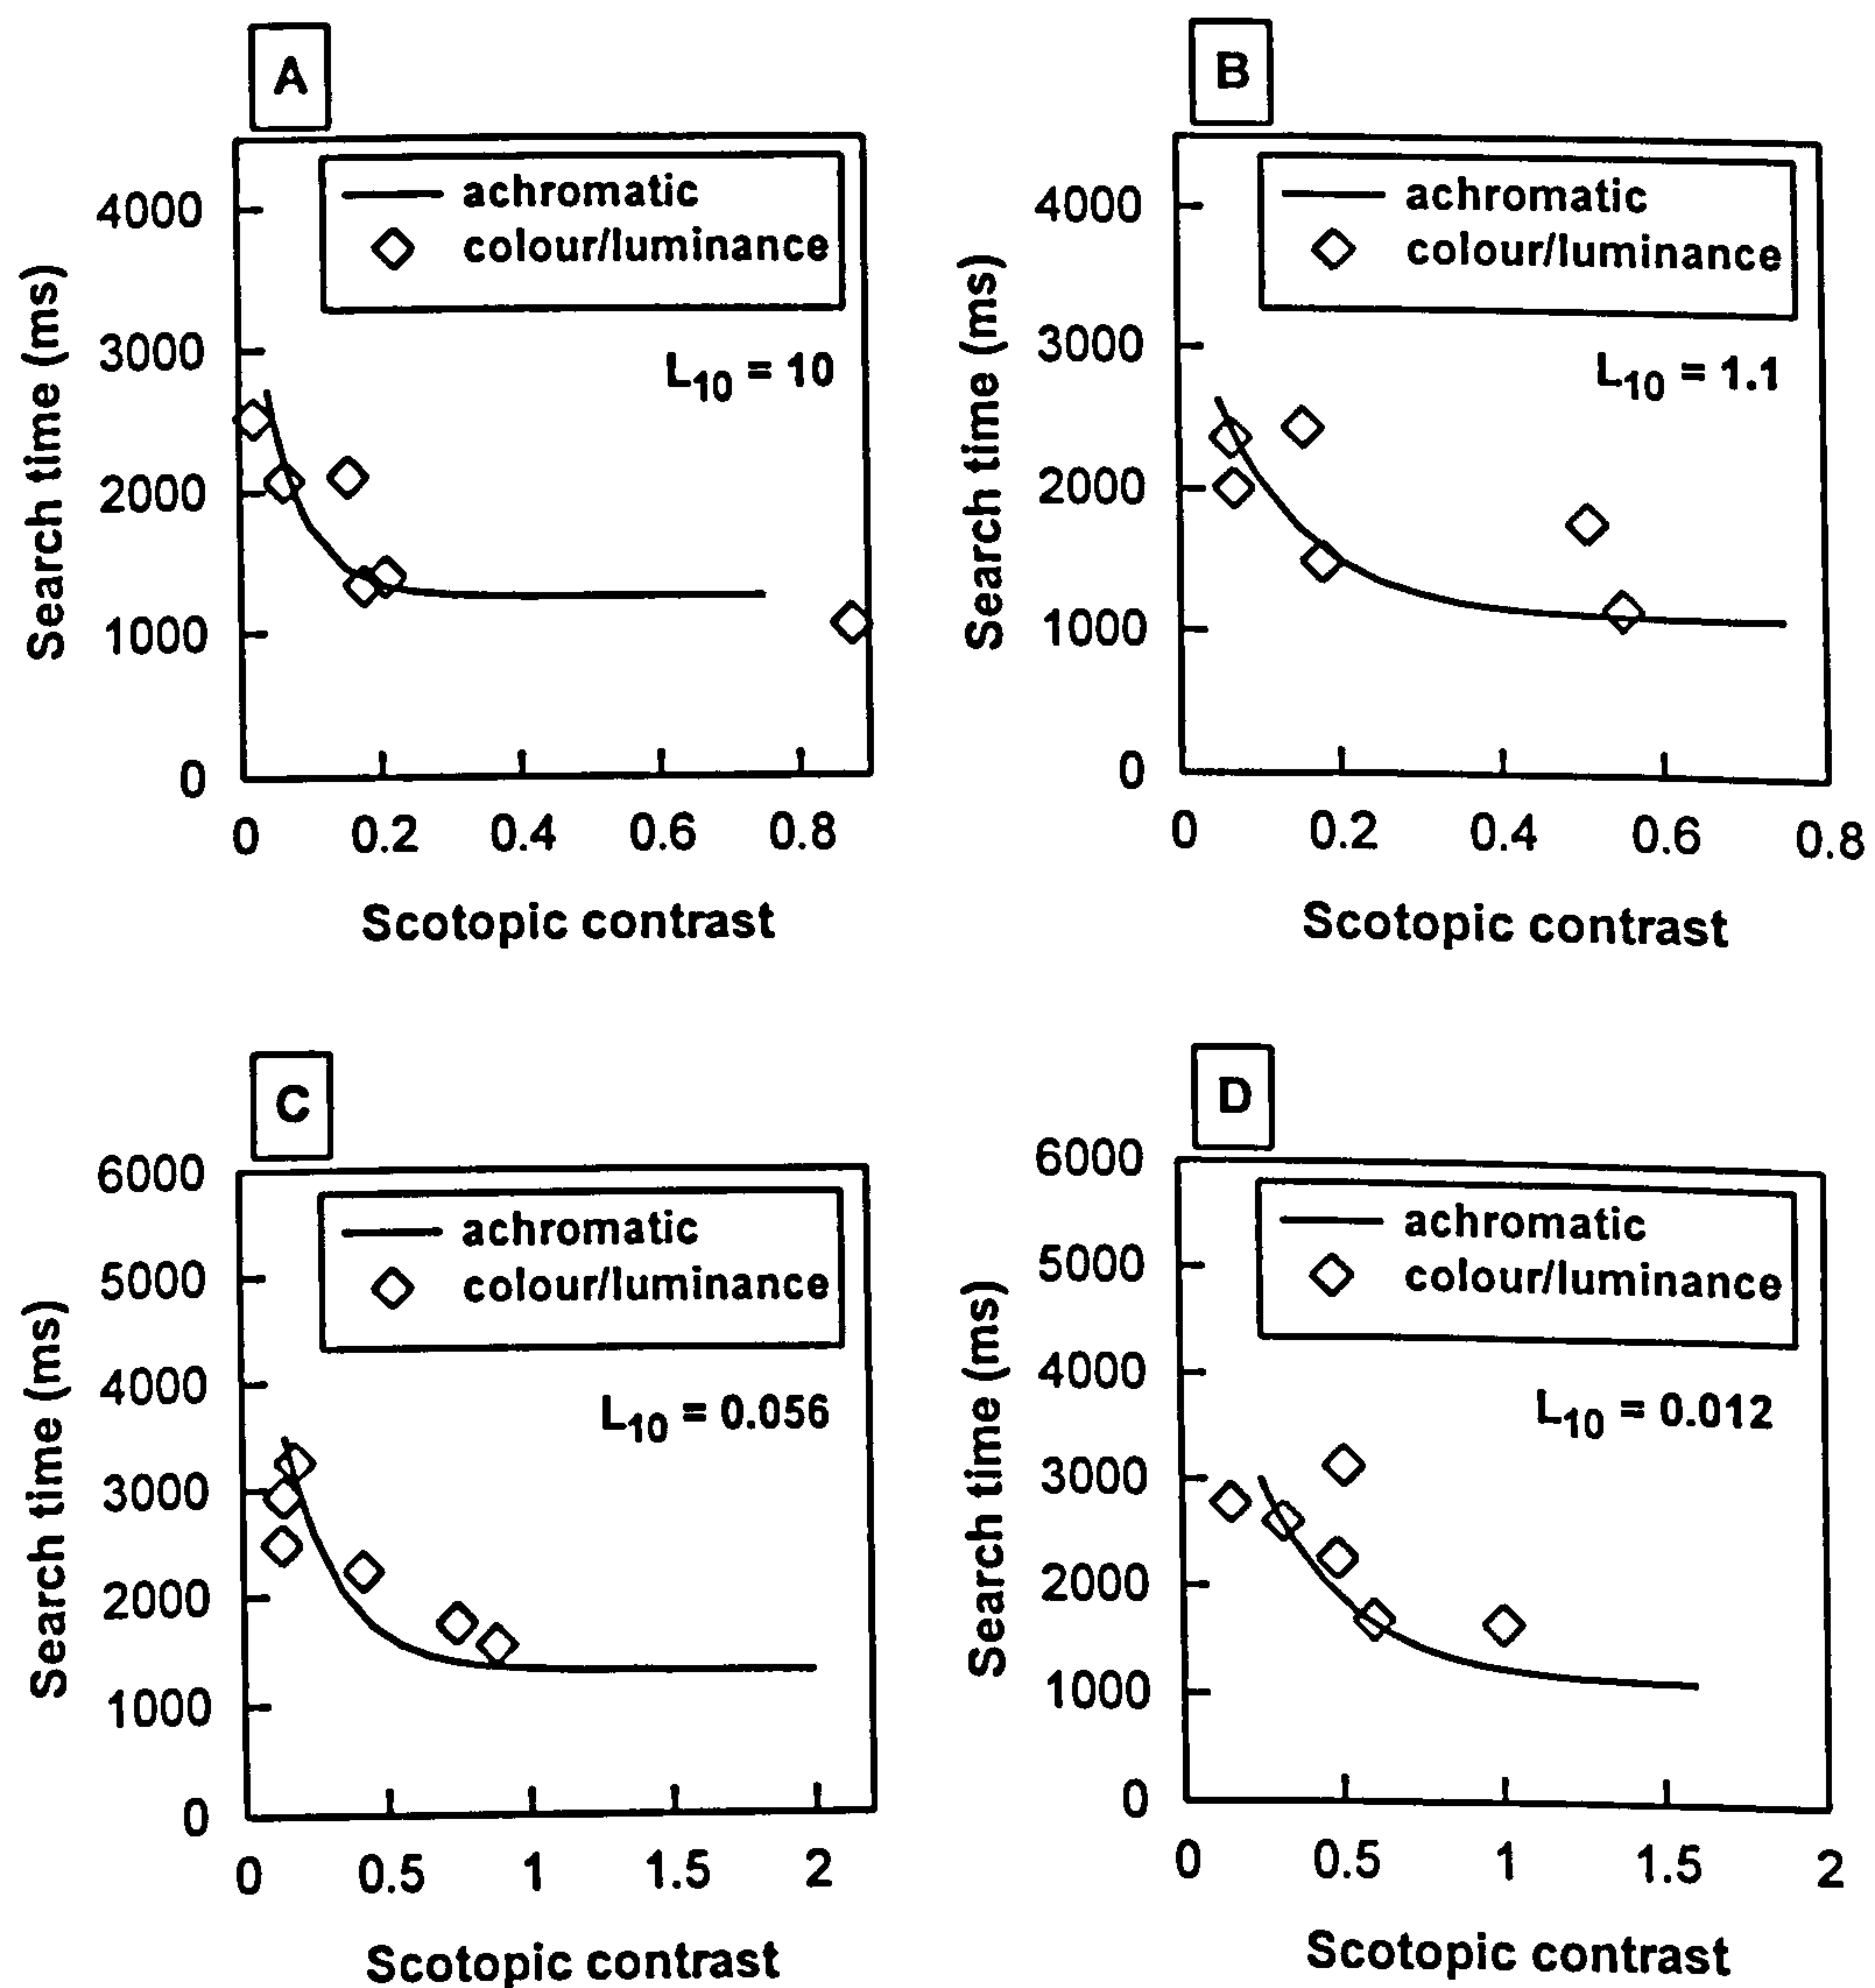 A
achromatic
colour/luminance
L10 = 10
4000
3000
2000
1000
0
Search time (ms)
0 0.2 0.4 0.6 0.8
Scotopic contrast
B
achromatic
colour/luminance
L10 = 1.1
4000
3000
2000
1000
0
Search time (ms)
0 0.2 0.4 0.6 0.8
Scotopic contrast
C
achromatic
colour/luminance
L10 = 0.056
6000
5000
4000
3000
2000
1000
0
Search time (ms)
0 0.5 1 1.5 2
Scotopic contrast
D
achromatic
colour/luminance
L10 = 0.012
6000
5000
4000
3000
2000
1000
0
Search time (ms)
0 0.5 1 1.5 2
Scotopic contrast